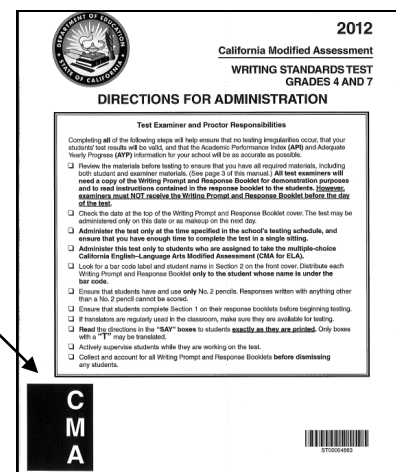 DEPARTMENT OF EDUCATION
STATE OF CALIFORNIA
2012
California Modified Assessment
WRITING STANDARDS TEST
GRADES 4 AND 7
DIRECTIONS FOR ADMINISTRATION
Test Examiner and Proctor Responsibilities
Completing all of the following steps will help ensure that no testing irregularities occur, that your
students' test results will be valid, and that the Academic Performance Index (API) and Adequate
Yearly Progress (AYP) information for your school will be as accurate as possible.
❑ Review the materials before testing to ensure that you have all required materials, including
both student and examiner materials. (See page 3 of this manual.) All test examiners will
need a copy of the Writing Prompt and Response Booklet for demonstration purposes
and to read instructions contained in the response booklet to the students. However,
examiners must NOT receive the Writing Prompt and Response Booklet before the day
of the test.
❑ Check the date at the top of the Writing Prompt and Response Booklet cover. The test may be
administered only on this date or as makeup on the next day.
❑ Administer the test only at the time specified in the school's testing schedule, and
ensure that you have enough time to complete the test in a single sitting.
❑ Administer this test only to students who are assigned to take the multiple-choice
California English–Language Arts Modified Assessment (CMA for ELA).
❑ Look for a bar code label and student name in Section 2 on the front cover. Distribute each
Writing Prompt and Response Booklet only to the student whose name is under the
bar code.
❑ Ensure that students have and use only No. 2 pencils. Responses written with anything other
than a No. 2 pencil cannot be scored.
❑ Ensure that students complete Section 1 on their response booklets before beginning testing.
❑ If translators are regularly used in the classroom, make sure they are available for testing.
❑ Read the directions in the "SAY" boxes to students exactly as they are printed. Only boxes
with a "T" may be translated.
❑ Actively supervise students while they are working on the test.
❑ Collect and account for all Writing Prompt and Response Booklets before dismissing
any students.
C
M
A
ST00004663